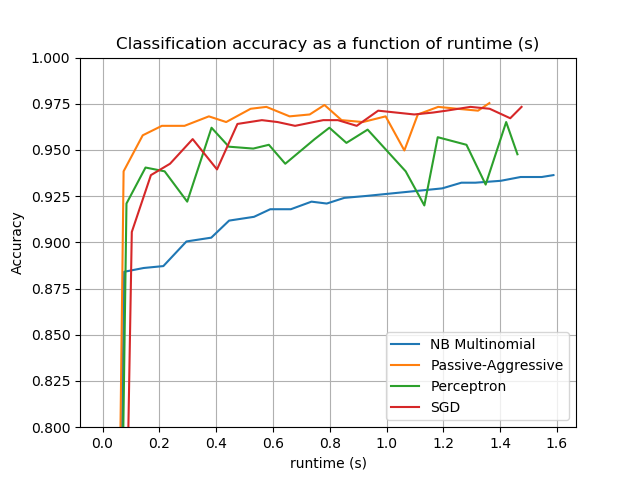 Classification accuracy as a function of runtime (s)
1.000
0.975
0.950
0.925
0.900
0.875
0.850
0.825
0.800
Accuracy
NB Multinomial
Passive-Aggressive
Perceptron
SGD
0.0 0.2 0.4 0.6 0.8 1.0 1.2 1.4 1.6
runtime (s)